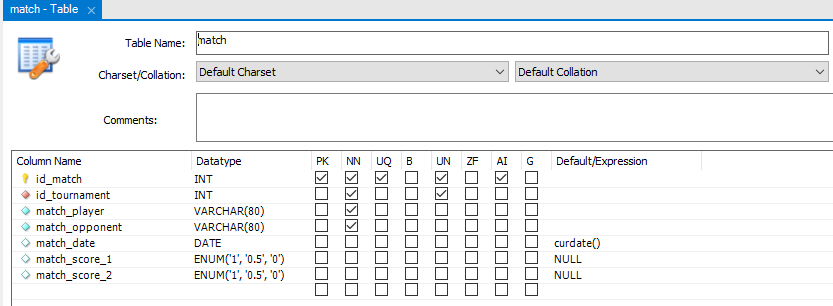 match - Table ×
Table Name: match
Charset/Collation: Default Charset Default Collation
Comments:
Column Name Datatype PK NN UQ B UN ZF AI G Default/Expression
id_match INT
id_tournament INT
match_player VARCHAR(80)
match_opponent VARCHAR(80)
match_date DATE curdate()
match_score_1 ENUM('1', '0.5', '0') NULL
match_score_2 ENUM('1', '0.5', '0') NULL